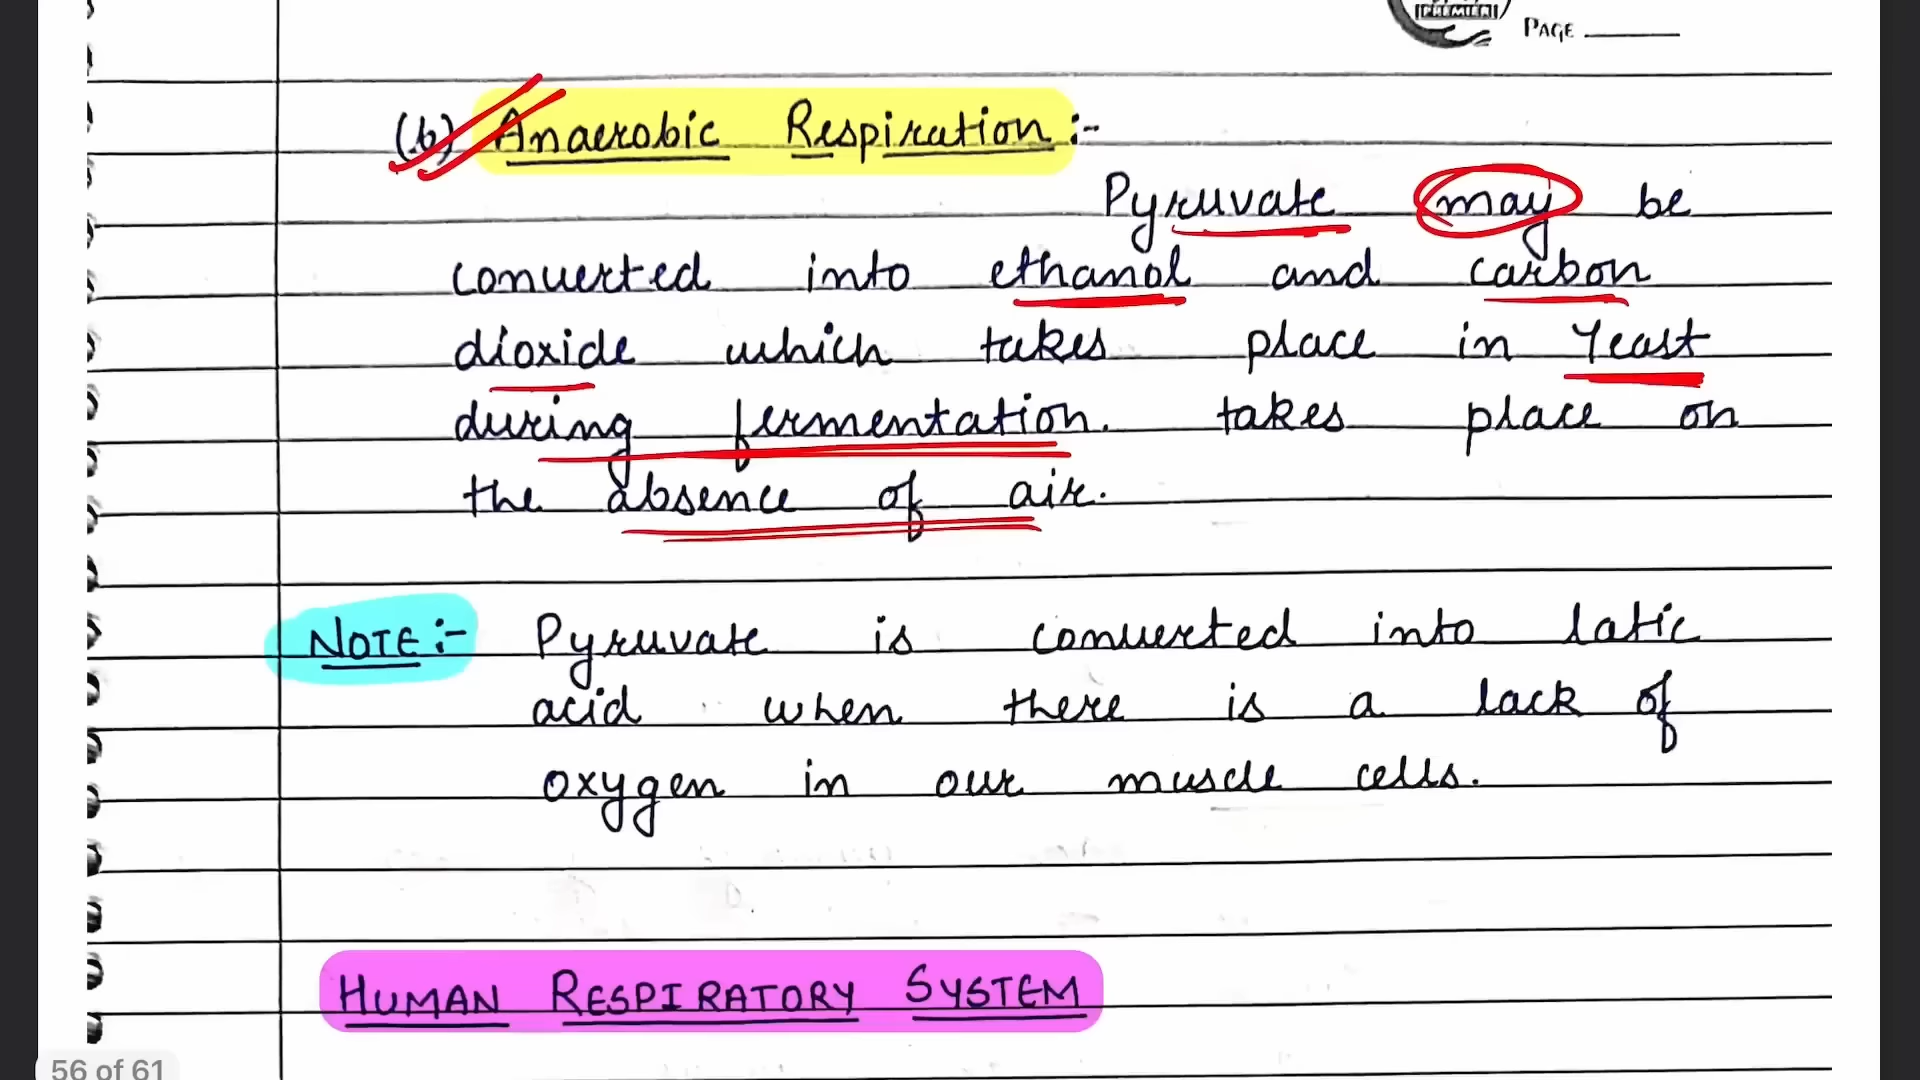 PREMIER
PAGE
(b) Anaerobic Respiration :-
Pyruvate may be
converted into ethanol and carbon
dioxide which takes place in Yeast
during fermentation. takes place on
the absence of air.
NOTE :- Pyruvate is converted into latic
acid when there is a lack of
oxygen in our muscle cells.
HUMAN RESPIRATORY SYSTEM
56 of 61